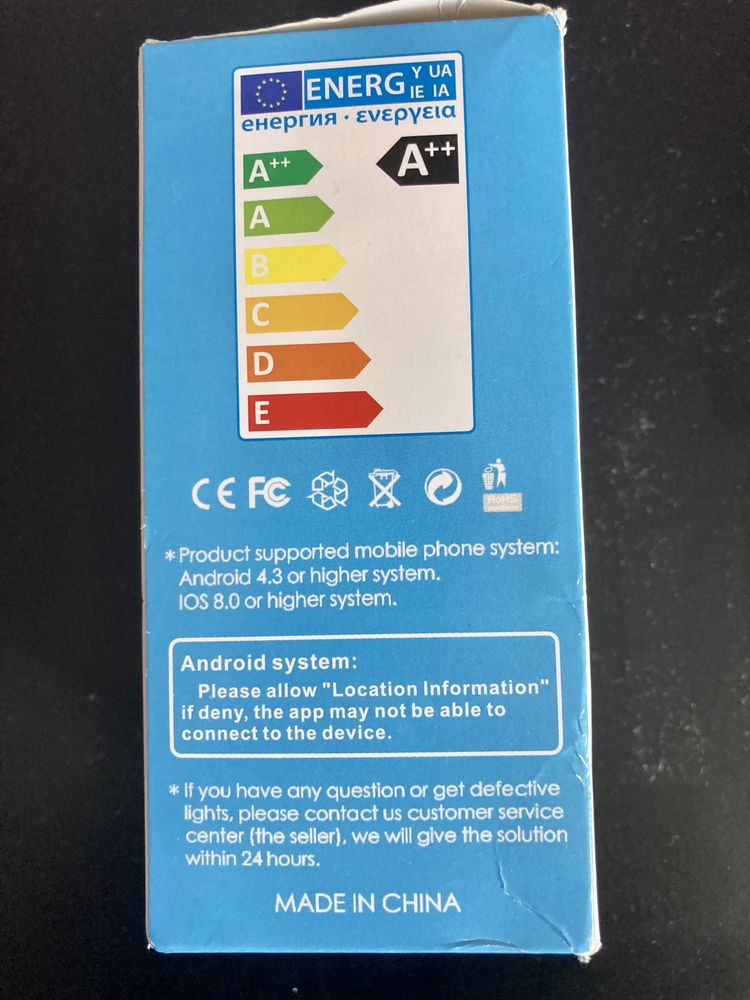 ENERG Y UA
IE IA
енергия · ενεργεια
A++ A++
A
B
C
D
E
CE FC
RoHS
*Product supported mobile phone system:
Android 4.3 or higher system.
IOS 8.0 or higher system.
Android system:
Please allow "Location Information"
if deny, the app may not be able to
connect to the device.
* If you have any question or get defective
lights, please contact us customer service
center (the seller), we will give the solution
within 24 hours.
MADE IN CHINA